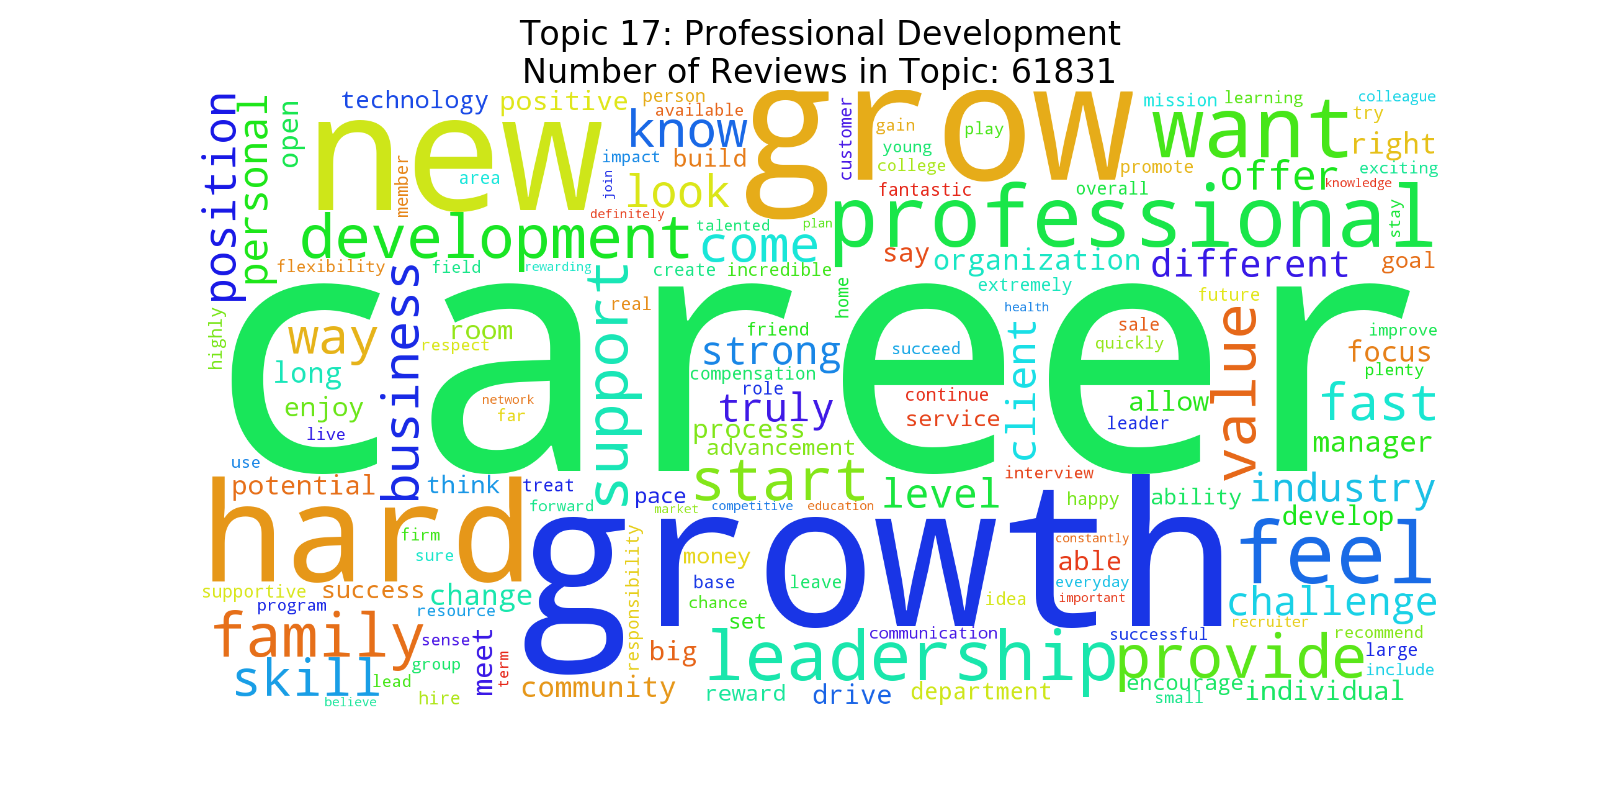 Topic 17: Professional Development
Number of Reviews in Topic: 61831
position
personal
open
technology
positive
person
available
new
know
grow
customer
gain
play
young
college
mission
learning
colleague
try
want
right
impact
build
member
area
join
look
promote
exciting
offer
knowledge
fantastic
overall
definitely
professional
stay
development
talented
plan
come
say
organization
different
goal
flexibility
field
rewarding
create
incredible
home
extremely
business
support
real
health
future
highly
career
way
room
respect
friend
strong
succeed
client
sale
quickly
value
improve
focus
plenty
long
compensation
role
enjoy
network
far
truly
continue
service
allow
leader
fast
live
process
advancement
manager
use
start
interview
potential
think
treat
pace
level
happy
ability
industry
hard
forward
market
competitive
education
growth
develop
firm
sure
responsibility
money
constantly
able
feel
supportive
success
change
base
leave
everyday
important
program
resource
chance
set
idea
challenge
recruiter
family
sense
meet
term
big
communication
successful
recommend
large
skill
lead
group
leadership
provide
include
believe
hire
community
reward
drive
department
encourage
small
individual